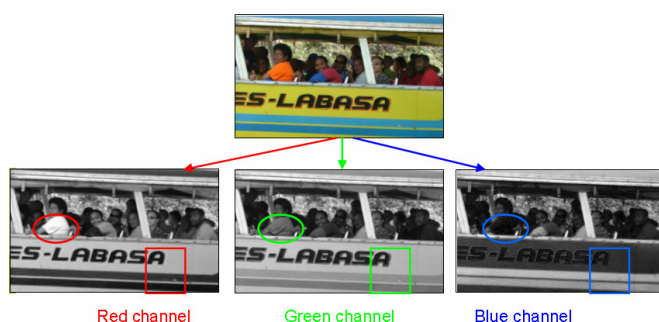 ES-LABASA
ES-LABASA
ES-LABASA
ES-LABASA
Red channel
Green channel
Blue channel